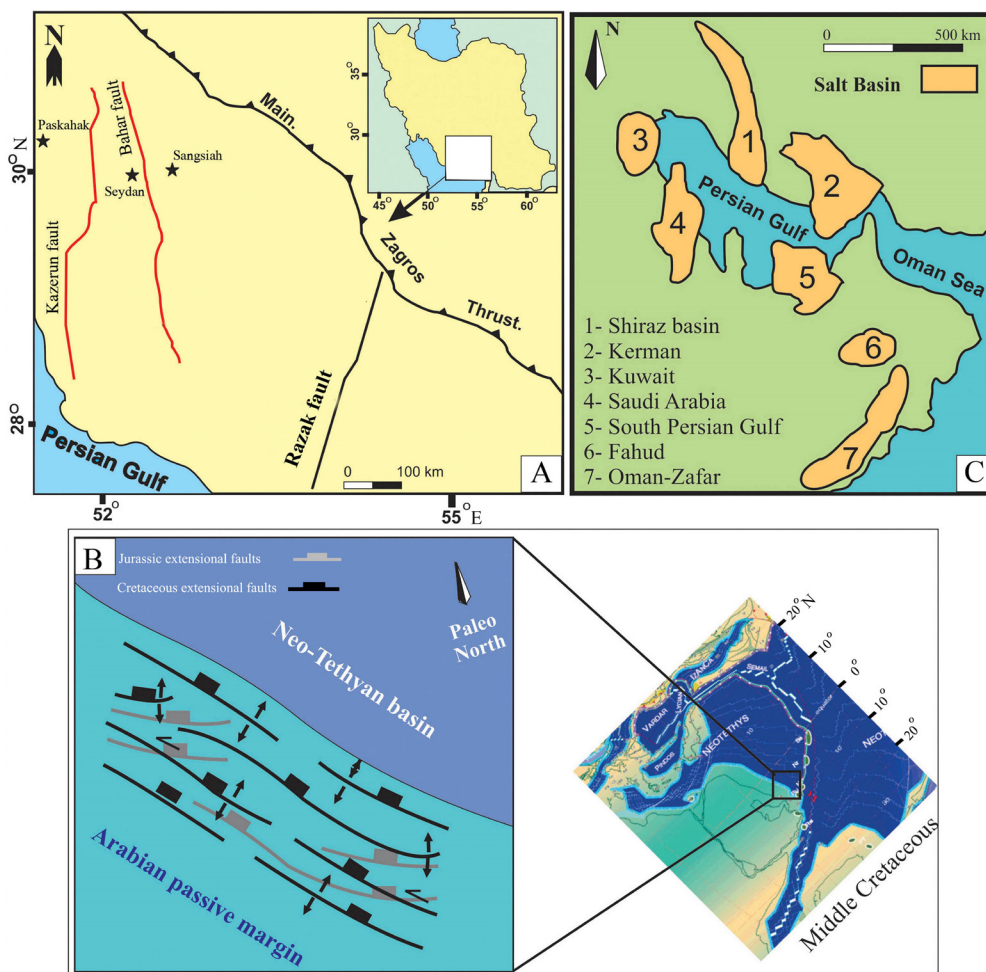 N
Paskahak
Bahar fault
Sangsiah
Seydan
Kazerun fault
Main.
Zagros
Thrust.
Razak fault
Persian Gulf
30° N
28°
52°
55° E
0 100 km
A
35°
30°
45°
50°
55°
60°
N
0 500 km
Salt Basin
1
2
3
4
5
6
7
Persian Gulf
Oman Sea
1- Shiraz basin
2- Kerman
3- Kuwait
4- Saudi Arabia
5- South Persian Gulf
6- Fahud
7- Oman-Zafar
C
B
Jurassic extensional faults
Cretaceous extensional faults
Paleo
North
Neo-Tethyan basin
Arabian passive margin
20° N
10°
0°
10°
20°
equator
SEMAIL
VARDAR
PINDOS
NEOTETHYS
Middle Cretaceous